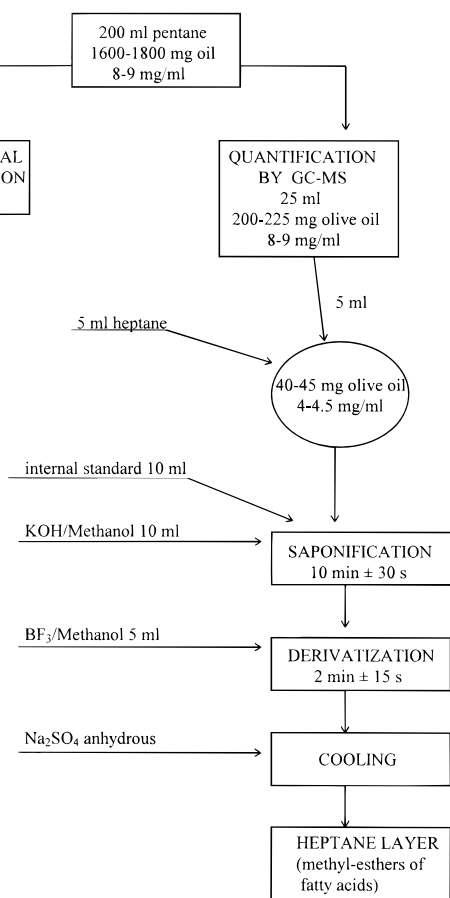 200 ml pentane
1600-1800 mg oil
8-9 mg/ml
AL
ON
QUANTIFICATION
BY GC-MS
25 ml
200-225 mg olive oil
8-9 mg/ml
5 ml
5 ml heptane
40-45 mg olive oil
4-4.5 mg/ml
internal standard 10 ml
KOH/Methanol 10 ml
SAPONIFICATION
10 min ± 30 s
BF₃/Methanol 5 ml
DERIVATIZATION
2 min ± 15 s
Na₂SO₄ anhydrous
COOLING
HEPTANE LAYER
(methyl-esthers of
fatty acids)